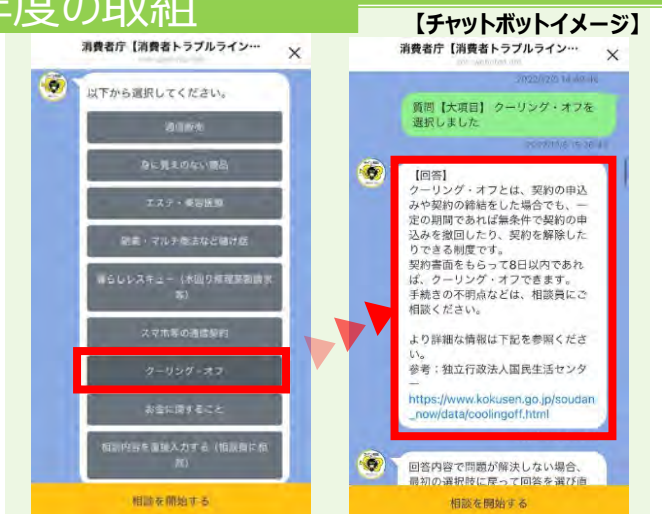 年度の取組
【チャットボットイメージ】
消費者庁【消費者トラブルライン…
×
以下から選択してください。
通信販売
身に覚えのない商品
エステ・美容医療
副業・マルチ商法など儲け話
暮らしレスキュー（水回り修理高額請求
等）
スマホ等の通信契約
クーリング・オフ
お金に関すること
相談内容を直接入力する（相談員に相
談）
相談を開始する
消費者庁【消費者トラブルライン…
×
質問【大項目】 クーリング・オフを
選択しました
【回答】
クーリング・オフとは、契約の申込
みや契約の締結をした場合でも、一
定の期間であれば無条件で契約の申
込みを撤回したり、契約を解除した
りできる制度です。
契約書面をもらって8日以内であれ
ば、クーリング・オフできます。
手続きの不明点などは、相談員にご
相談ください。
より詳細な情報は下記を参照くださ
い。
参考：独立行政法人国民生活センタ
ー
https://www.kokusen.go.jp/soudan
_now/data/coolingoff.html
回答内容で問題が解決しない場合、
最初の選択肢に戻って回答を選び直
相談を開始する